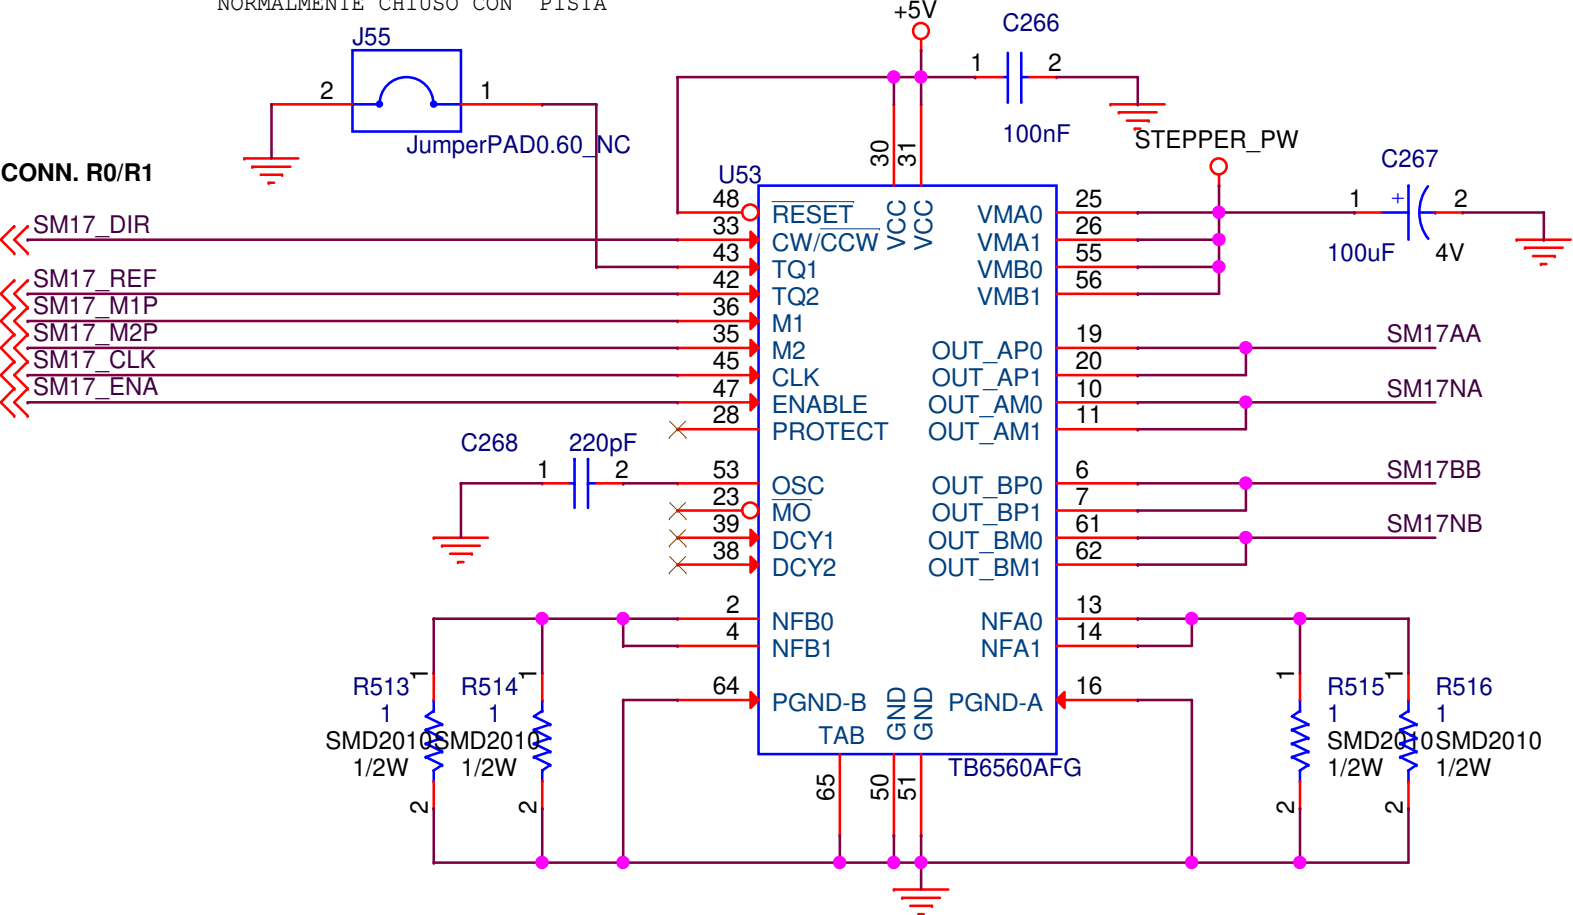 NORMALMENTE CHIUSO CON PISTA
+5V
C266
J55
1 2
2 1
100nF
JumperPAD0.60_NC
STEPPER_PW
30 31
C267
CONN. R0/R1
U53
1 + 2
100uF 4V
SM17_DIR
SM17_REF
SM17_M1P
SM17_M2P
SM17_CLK
SM17_ENA
48 RESET
33 CW/CCW
43 TQ1
42 TQ2
36 M1
35 M2
45 CLK
47 ENABLE
28 PROTECT
C268 220pF
1 2
53 OSC
23 MO
39 DCY1
38 DCY2
2 NFB0
4 NFB1
64 PGND-B
VCC VCC
VMA0 25
VMA1 26
VMB0 55
VMB1 56
OUT_AP0 19 SM17AA
OUT_AP1 20
OUT_AM0 10 SM17NA
OUT_AM1 11
OUT_BP0 6 SM17BB
OUT_BP1 7
OUT_BM0 61 SM17NB
OUT_BM1 62
NFA0 13
NFA1 14
PGND-A 16
TAB GND GND
TB6560AFG
65 50 51
R513 1
1
SMD2010
1/2W
2
R514 1
1
SMD2010
1/2W
2
1 R515
1
SMD2010
1/2W
2
1 R516
1
SMD2010
1/2W
2